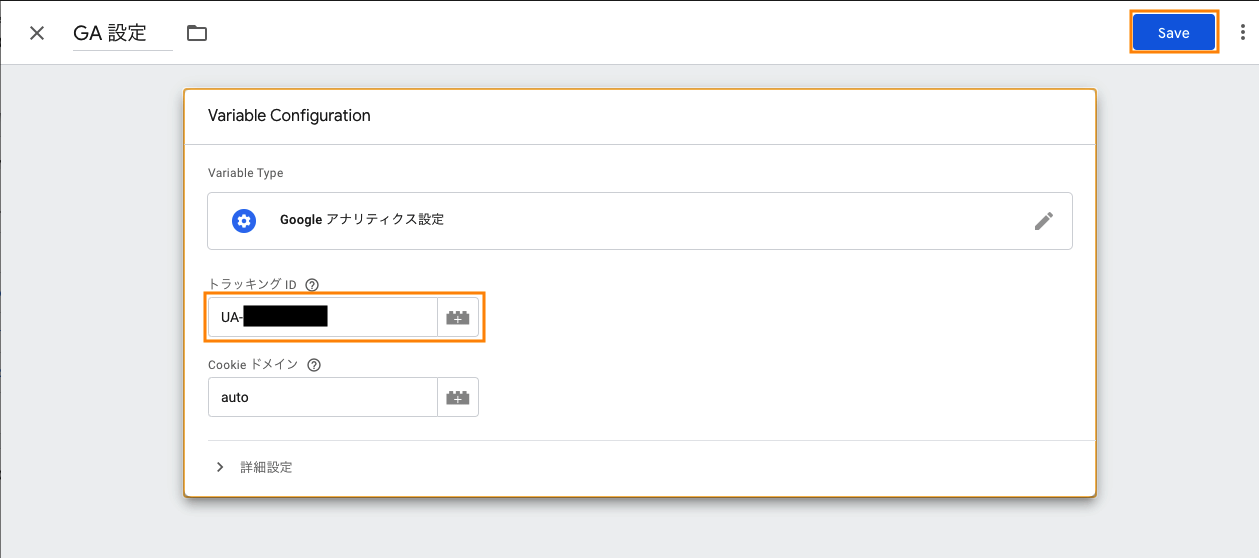 GA 設定
Save
Variable Configuration
Variable Type
Google アナリティクス設定
トラッキング ID
UA-
Cookie ドメイン
auto
詳細設定